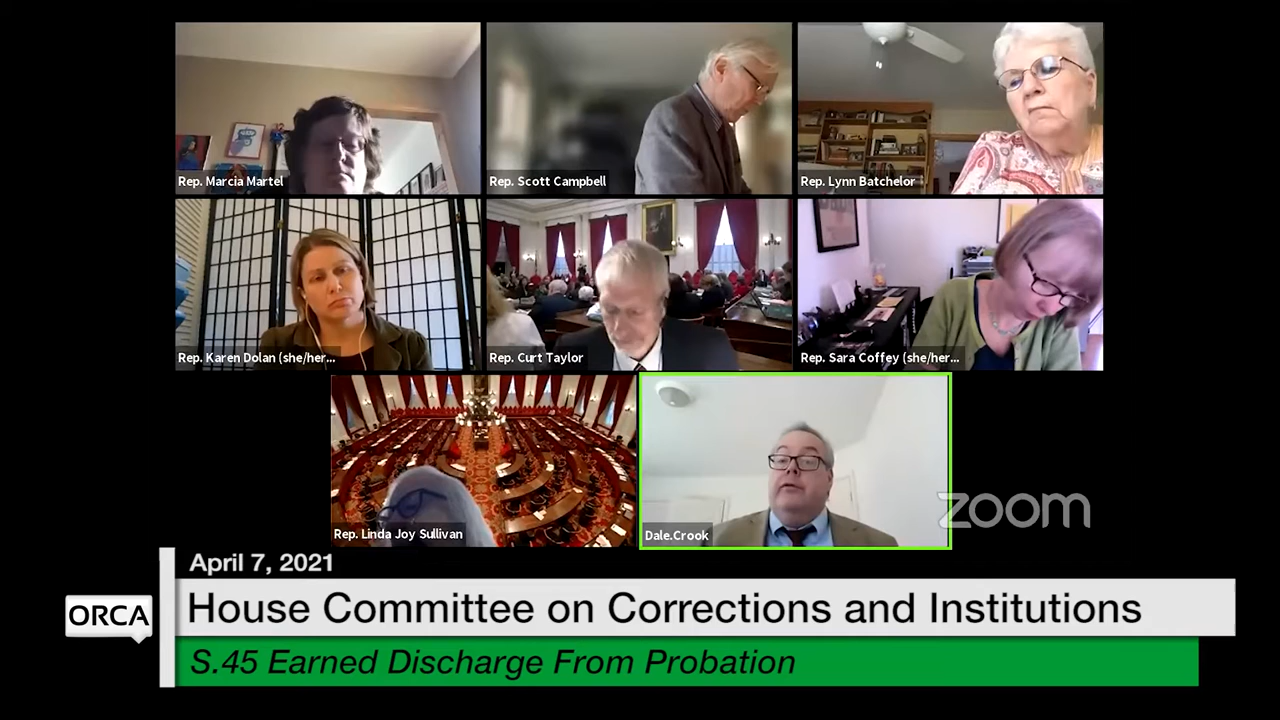 Rep. Marcia Martel
Rep. Scott Campbell
Rep. Lynn Batchelor
Rep. Karen Dolan (she/her...
Rep. Curt Taylor
Rep. Sara Coffey (she/her...
Rep. Linda Joy Sullivan
Dale.Crook
zoom
April 7, 2021
ORCA
House Committee on Corrections and Institutions
S.45 Earned Discharge From Probation